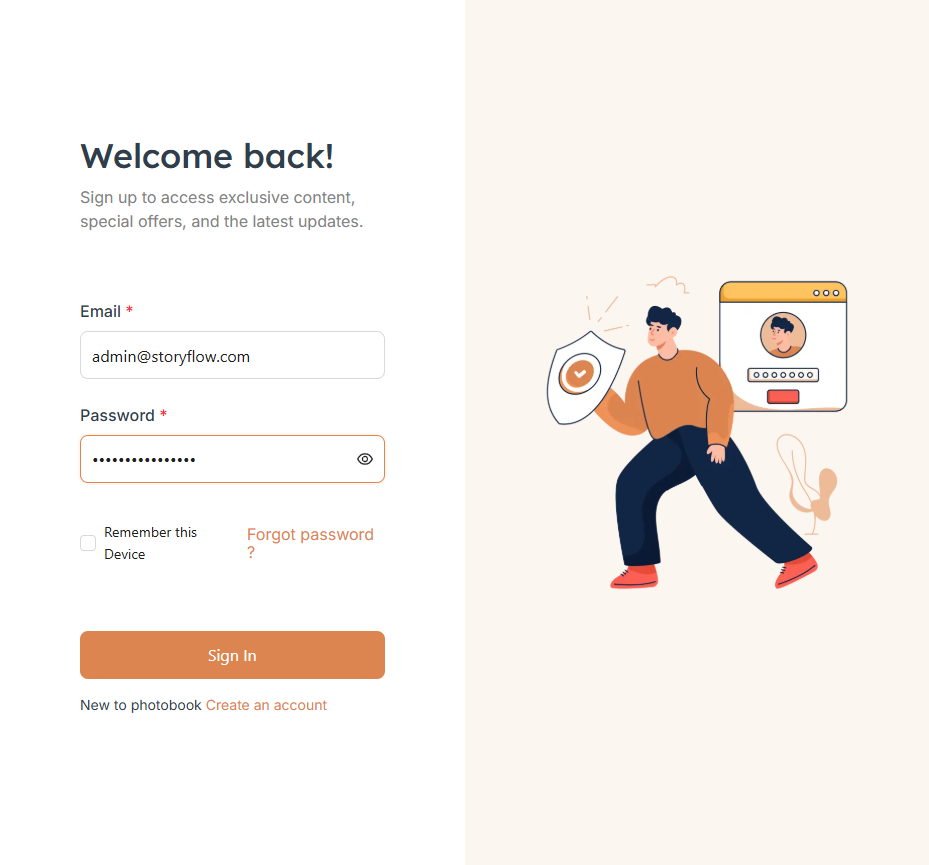 Welcome back!
Sign up to access exclusive content,
special offers, and the latest updates.
Email *
admin@storyflow.com
Password *
••••••••••••••••
Remember this
Device
Forgot password
?
Sign In
New to photobook Create an account